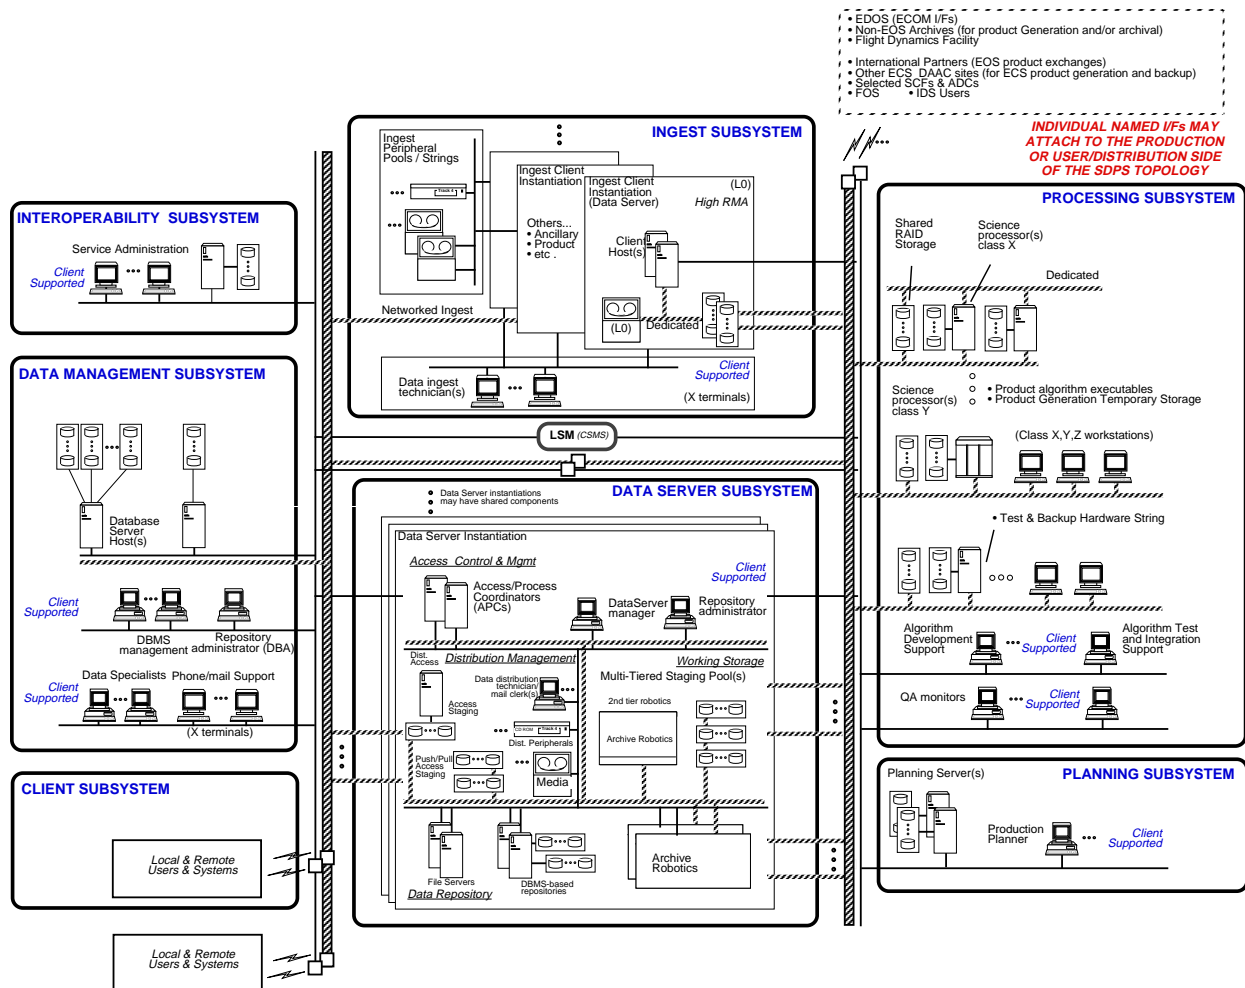 • EDOS (ECOM I/Fs)
• Non-EOS Archives (for product Generation and/or archival)
• Flight Dynamics Facility
• International Partners (EOS product exchanges)
• Other ECS DAAC sites (for ECS product generation and backup)
• Selected SCFs & ADCs
• FOS • IDS Users
INDIVIDUAL NAMED I/Fs MAY
ATTACH TO THE PRODUCTION
OR USER/DISTRIBUTION SIDE
OF THE SDPS TOPOLOGY
INGEST SUBSYSTEM
Ingest
Peripheral
Pools / Strings
Track 4
Ingest Client
Instantiation
Others...
• Ancillary
• Product
• etc .
Ingest Client
Instantiation
(Data Server)
(L0)
High RMA
Client
Host(s)
(L0)
Dedicated
Networked Ingest
Data ingest
technician(s)
Client
Supported
(X terminals)
INTEROPERABILITY SUBSYSTEM
Service Administration
Client
Supported
DATA MANAGEMENT SUBSYSTEM
Database
Server
Host(s)
Client
Supported
DBMS
management
Repository
administrator (DBA)
Data Specialists
Phone/mail Support
Client
Supported
(X terminals)
CLIENT SUBSYSTEM
Local & Remote
Users & Systems
Local & Remote
Users & Systems
LSM (CSMS)
DATA SERVER SUBSYSTEM
Data Server instantiations
may have shared components
Data Server Instantiation
Access Control & Mgmt
Access/Process
Coordinators
(APCs)
DataServer
manager
Client
Supported
Repository
administrator
Dist.
Access
Distribution Management
Working Storage
Data distribution/
technician/
mail clerk(s)
Multi-Tiered Staging Pool(s)
Access
Staging
2nd tier robotics
CD ROM
Track 4
Archive Robotics
Dist. Peripherals
Push/Pull
Access
Staging
Media
File Servers
DBMS-based
repositories
Archive
Robotics
Data Repository
PROCESSING SUBSYSTEM
Shared
RAID
Storage
Science
processor(s)
class X
Dedicated
Science
processor(s)
class Y
• Product algorithm executables
• Product Generation Temporary Storage
(Class X,Y,Z workstations)
• Test & Backup Hardware String
Algorithm
Development
Support
Client
Supported
Algorithm Test
and Integration
Support
QA monitors
Client
Supported
PLANNING SUBSYSTEM
Planning Server(s)
Production
Planner
Client
Supported